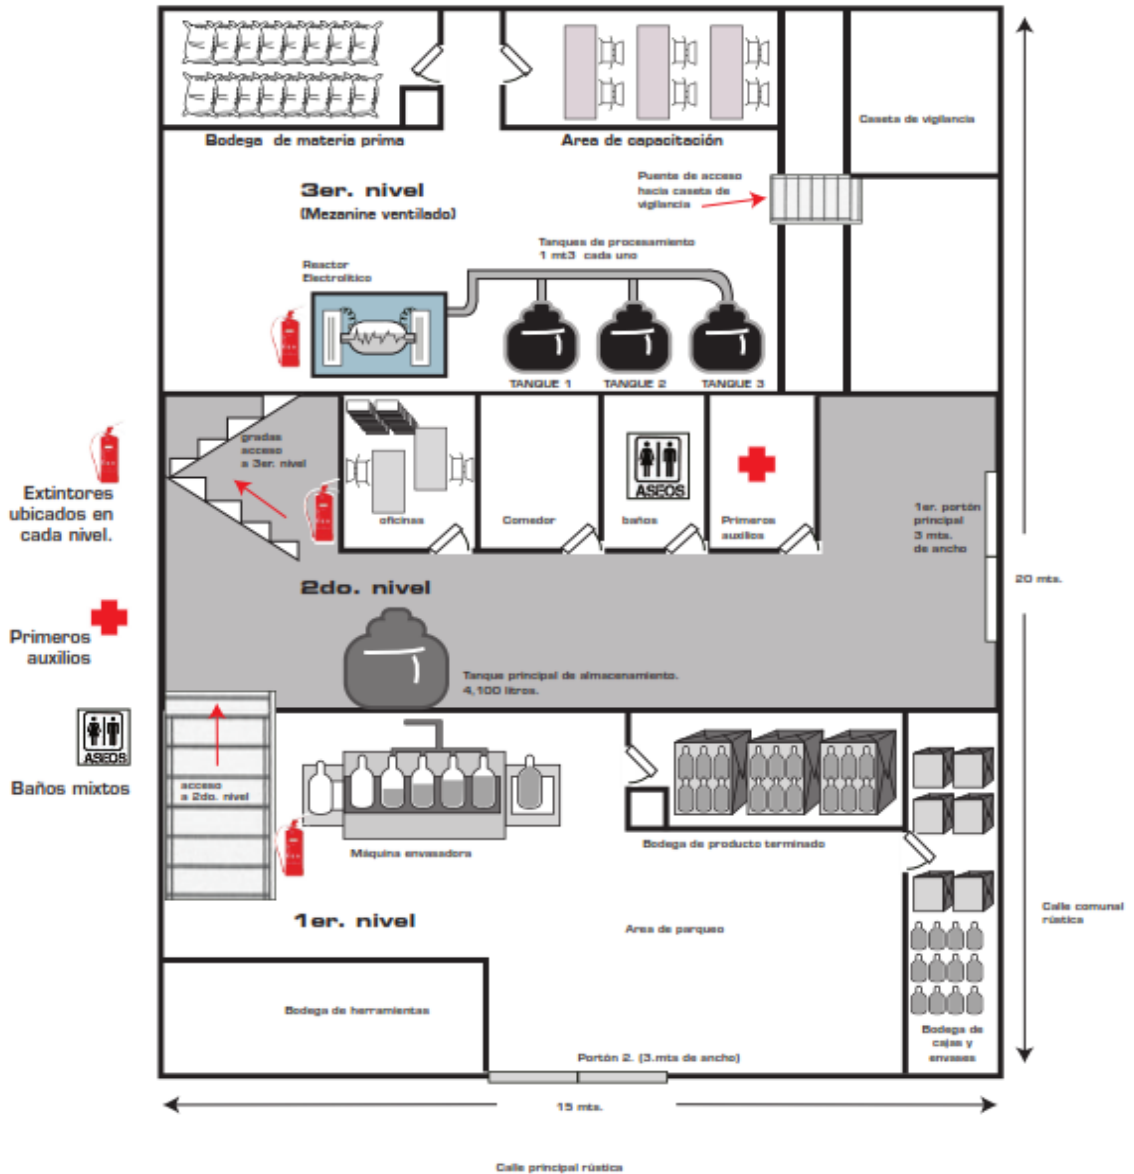 Bodega de materia prima
Area de capacitación
Caseta de vigilancia
3er. nivel
(Mezanine ventilado)
Puente de acceso
hacia caseta de
vigilancia
Tanques de procesamiento
1 mt3 cada uno
Reactor
Electrolítico
TANQUE 1
TANQUE 2
TANQUE 3
gradas
acceso
a 3er. nivel
oficinas
Comedor
ASEOS
baños
Primeros
auxilios
1er. portón
principal
3 mts.
de ancho
Extintores
ubicados en
cada nivel.
20 mts.
2do. nivel
Primeros
auxilios
Tanque principal de almacenamiento.
4,100 litros.
ASEOS
Baños mixtos
acceso
a 2do. nivel
Máquina envasadora
Bodega de producto terminado
1er. nivel
Area de parqueo
Calle comunal
rústica
Bodega de herramientas
Bodega de
cajas y
envases
Portón 2. (3.mts de ancho)
15 mts.
Calle principal rústica